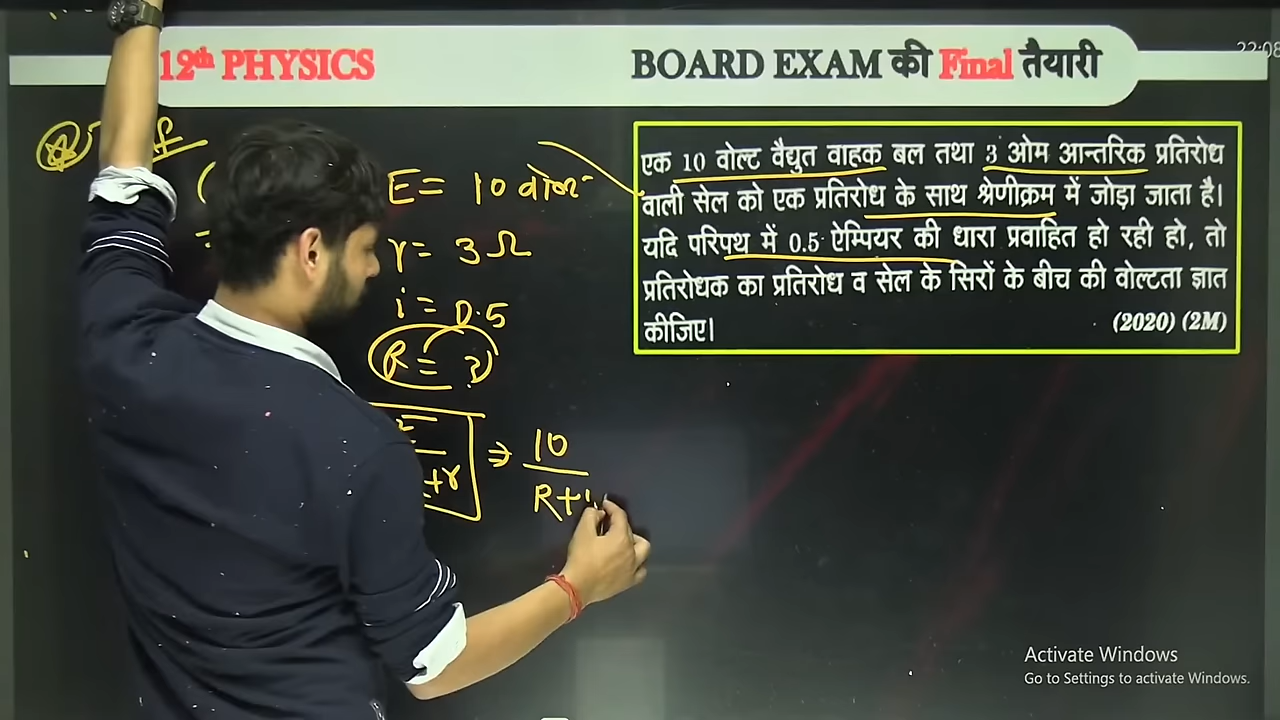 22:08
12th PHYSICS
BOARD EXAM की Final तैयारी
एक 10 वोल्ट वैद्युत वाहक बल तथा 3 ओम आन्तरिक प्रतिरोध
वाली सेल को एक प्रतिरोध के साथ श्रेणीक्रम में जोड़ा जाता है।
यदि परिपथ में 0.5 ऐम्पियर की धारा प्रवाहित हो रही हो, तो
प्रतिरोधक का प्रतिरोध व सेल के सिरों के बीच की वोल्टता ज्ञात
कीजिए।
(2020) (2M)
E = 10 वोल्ट
r = 3 Ω
i = 0.5
R = ?
+r
⇒ 10
R+
Activate Windows
Go to Settings to activate Windows.